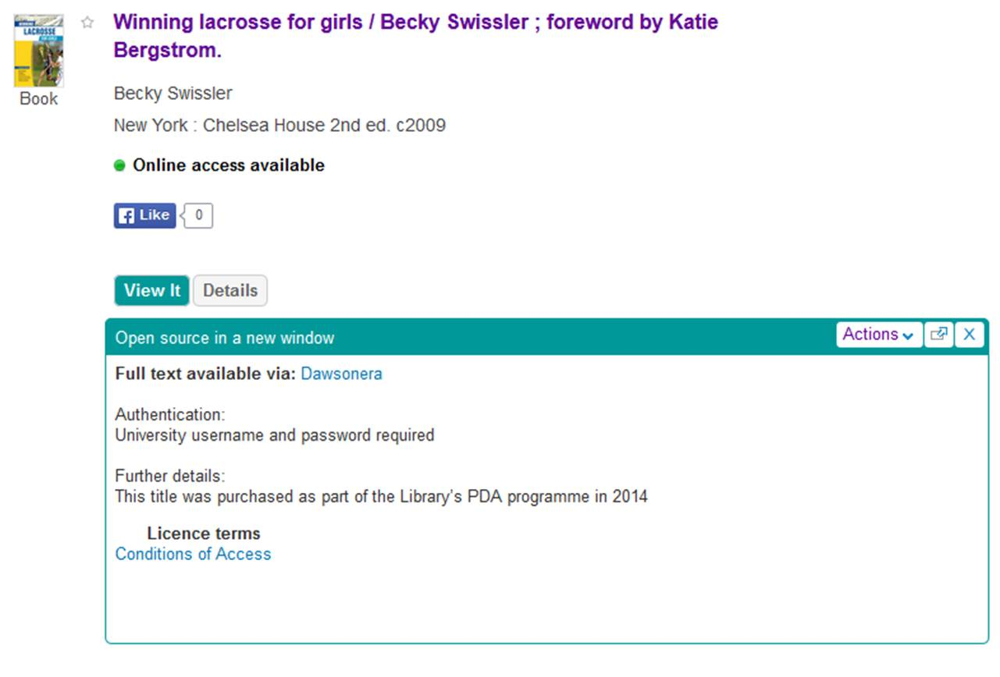 Winning lacrosse for girls / Becky Swissler ; foreword by Katie
Bergstrom.
LACROSSE
Book
Becky Swissler
New York : Chelsea House 2nd ed. c2009
Online access available
Like
0
View It
Details
Open source in a new window
Actions
X
Full text available via: Dawsonera
Authentication:
University username and password required
Further details:
This title was purchased as part of the Library’s PDA programme in 2014
Licence terms
Conditions of Access